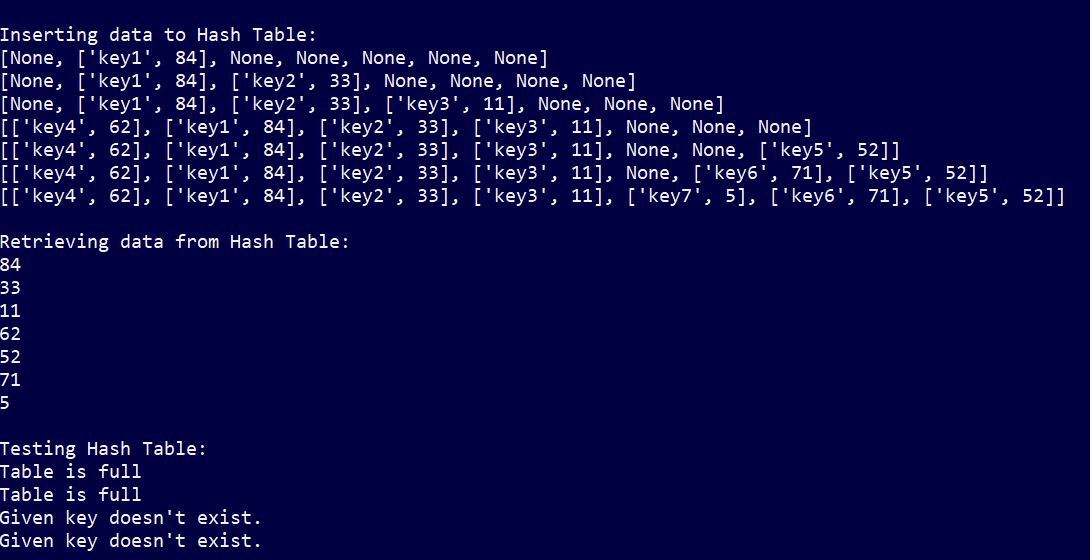 Inserting data to Hash Table:
[None, ['key1', 84], None, None, None, None, None]
[None, ['key1', 84], ['key2', 33], None, None, None, None]
[None, ['key1', 84], ['key2', 33], ['key3', 11], None, None, None]
[['key4', 62], ['key1', 84], ['key2', 33], ['key3', 11], None, None, None]
[['key4', 62], ['key1', 84], ['key2', 33], ['key3', 11], None, None, ['key5', 52]]
[['key4', 62], ['key1', 84], ['key2', 33], ['key3', 11], None, ['key6', 71], ['key5', 52]]
[['key4', 62], ['key1', 84], ['key2', 33], ['key3', 11], ['key7', 5], ['key6', 71], ['key5', 52]]
Retrieving data from Hash Table:
84
33
11
62
52
71
5
Testing Hash Table:
Table is full
Table is full
Given key doesn't exist.
Given key doesn't exist.